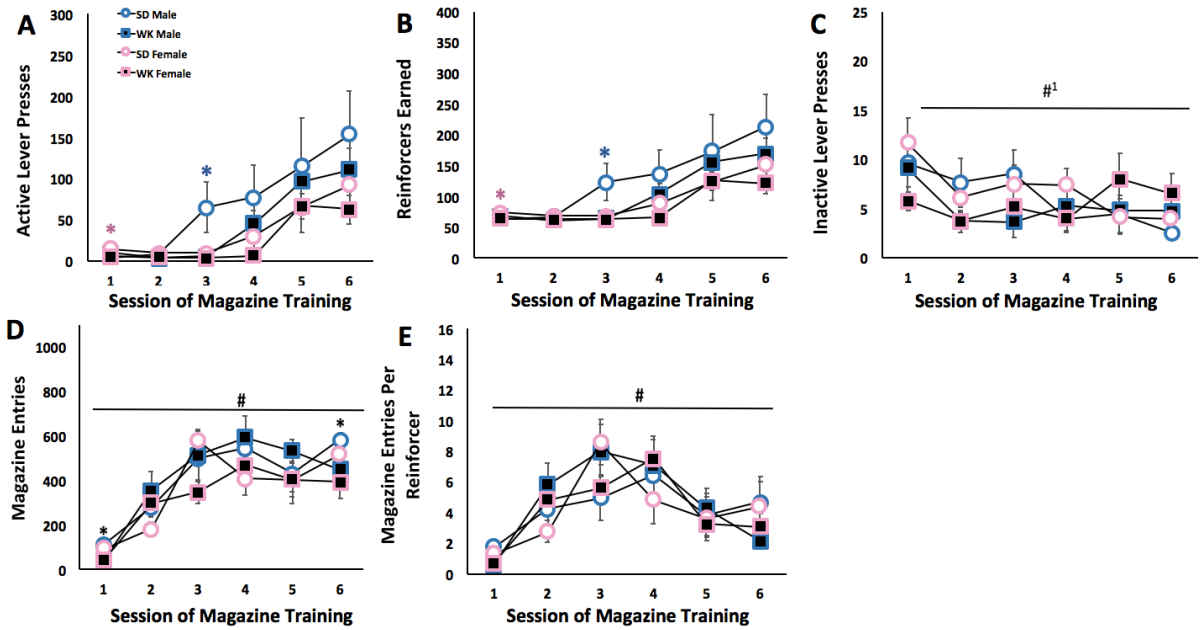 A
SD Male
WK Male
SD Female
WK Female
Active Lever Presses
300
250
200
150
100
50
0
*
*
1 2 3 4 5 6
Session of Magazine Training
B
Reinforcers Earned
400
350
300
250
200
150
100
50
0
*
*
1 2 3 4 5 6
Session of Magazine Training
C
Inactive Lever Presses
25
20
15
10
5
0
#1
1 2 3 4 5 6
Session of Magazine Training
D
Magazine Entries
1000
800
600
400
200
0
#
*
*
1 2 3 4 5 6
Session of Magazine Training
E
Magazine Entries Per
Reinforcer
16
14
12
10
8
6
4
2
0
#
1 2 3 4 5 6
Session of Magazine Training